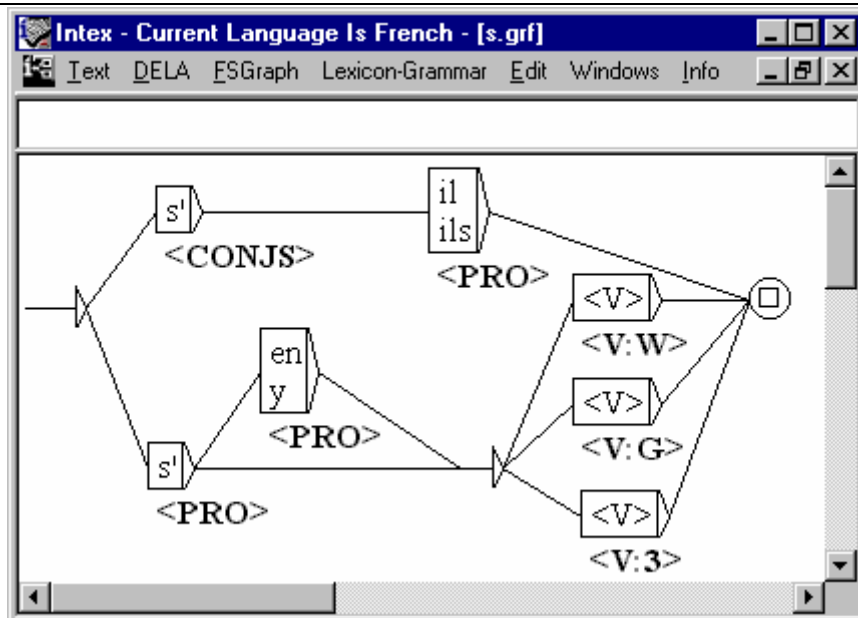 Intex - Current Language Is French - [s.grf]
Text DELA FSGraph Lexicon-Grammar Edit Windows Info
s'
<CONJS>
il
ils
<PRO>
<V>
<V:W>
en
y
<PRO>
<V>
<V:G>
s'
<PRO>
<V>
<V:3>